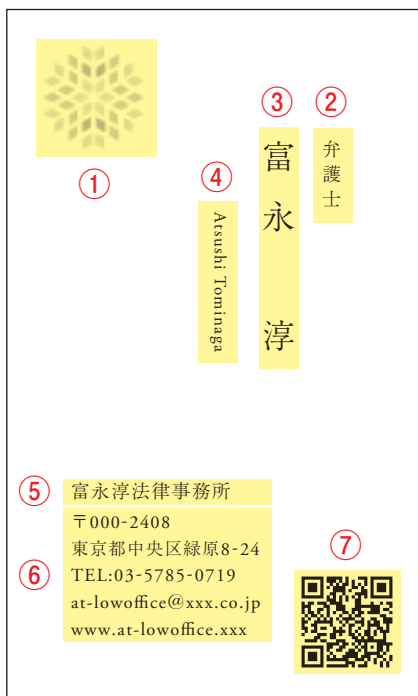 ①
②
弁護士
③
富永 淳
④
Atsushi Tominaga
⑤
富永淳法律事務所
⑥
〒000-2408
東京都中央区緑原8-24
TEL:03-5785-0719
at-lowoffice@xxx.co.jp
www.at-lowoffice.xxx
⑦